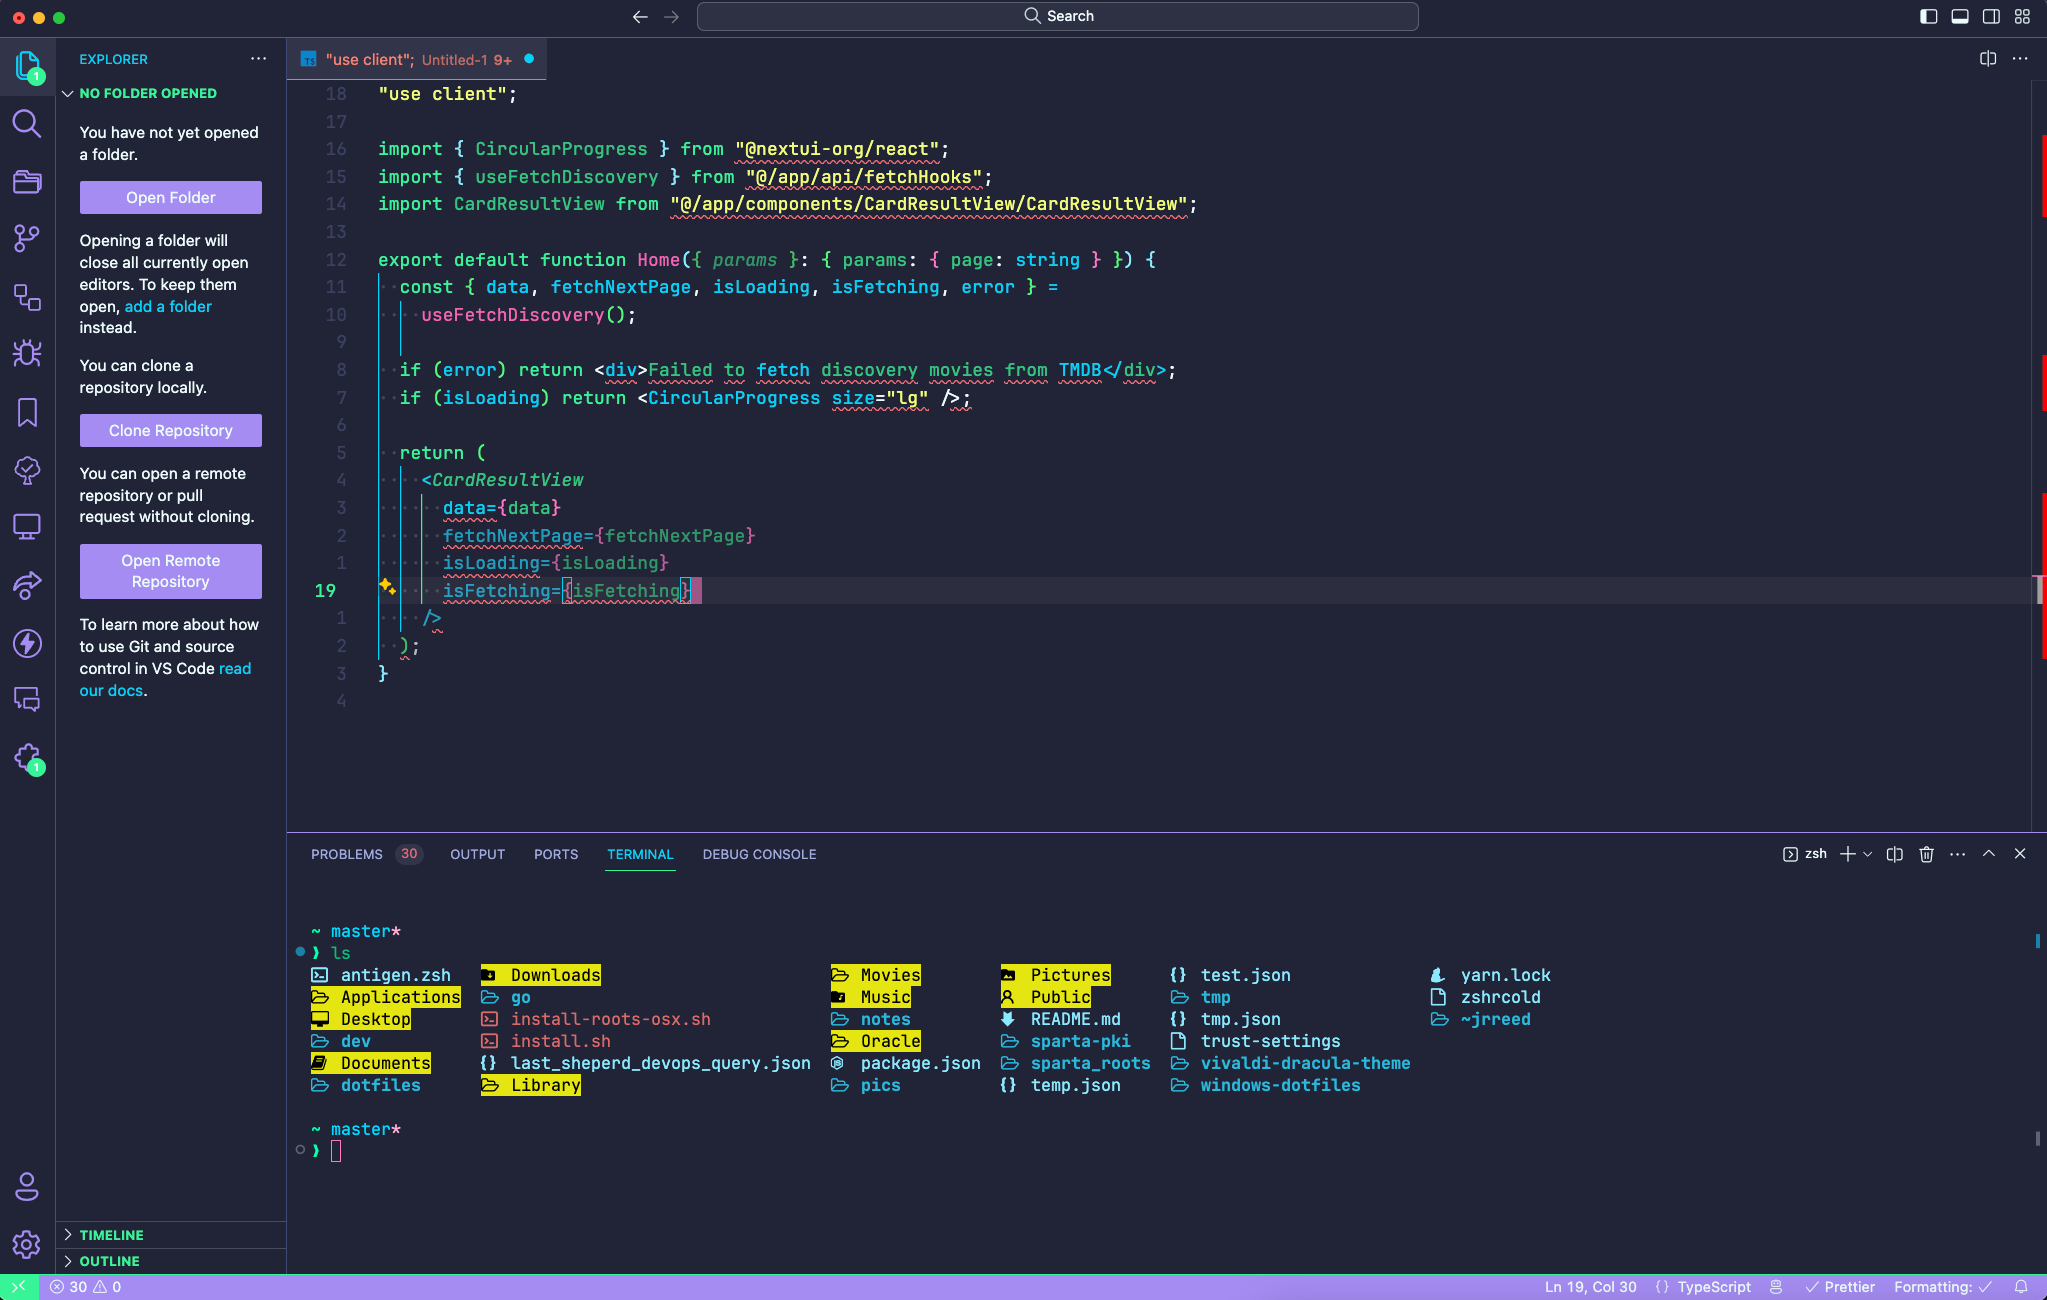 Search
EXPLORER
NO FOLDER OPENED
You have not yet opened
a folder.
Open Folder
Opening a folder will
close all currently open
editors. To keep them
open, add a folder
instead.
You can clone a
repository locally.
Clone Repository
You can open a remote
repository or pull
request without cloning.
Open Remote
Repository
To learn more about how
to use Git and source
control in VS Code read
our docs.
TIMELINE
OUTLINE
1
1
TS "use client"; Untitled-1 9+
18 "use client";
17
16 import { CircularProgress } from "@nextui-org/react";
15 import { useFetchDiscovery } from "@/app/api/fetchHooks";
14 import CardResultView from "@/app/components/CardResultView/CardResultView";
13
12 export default function Home({ params }: { params: { page: string } }) {
11 const { data, fetchNextPage, isLoading, isFetching, error } =
10 useFetchDiscovery();
9
8 if (error) return <div>Failed to fetch discovery movies from TMDB</div>;
7 if (isLoading) return <CircularProgress size="lg" />;
6
5 return (
4 <CardResultView
3 data={data}
2 fetchNextPage={fetchNextPage}
1 isLoading={isLoading}
19 isFetching={isFetching}
1 />
2 );
3 }
4
PROBLEMS 30 OUTPUT PORTS TERMINAL DEBUG CONSOLE zsh
~ master*
❯ ls
antigen.zsh Downloads Movies Pictures {} test.json yarn.lock
Applications go Music Public tmp zshrcold
Desktop install-roots-osx.sh notes README.md {} tmp.json ~jrreed
dev install.sh Oracle sparta-pki trust-settings
Documents {} last_sheperd_devops_query.json package.json sparta_roots vivaldi-dracula-theme
dotfiles Library pics {} temp.json windows-dotfiles
~ master*
❯
30 0 Ln 19, Col 30 {} TypeScript Prettier Formatting: